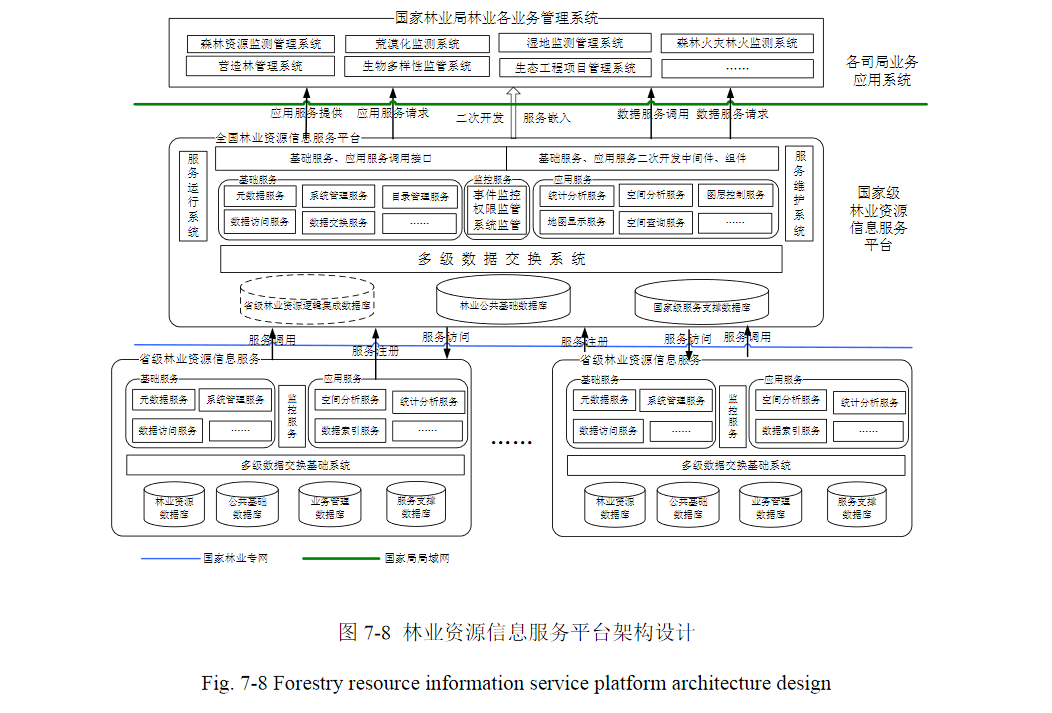 国家林业局林业各业务管理系统
森林资源监测管理系统
荒漠化监测系统
湿地监测管理系统
森林火灾林火监测系统
营造林管理系统
生物多样性监管系统
生态工程项目管理系统
……
各司局业务
应用系统
应用服务提供
应用服务请求
二次开发
服务嵌入
数据服务调用
数据服务请求
全国林业资源信息服务平台
服务运行系统
基础服务、应用服务调用接口
基础服务、应用服务二次开发中间件、组件
服务维护系统
基础服务
元数据服务
系统管理服务
目录管理服务
数据访问服务
数据交换服务
……
监控服务
事件监控
权限监管
系统监管
应用服务
统计分析服务
空间分析服务
图层控制服务
地图显示服务
空间查询服务
……
国家级
林业资源
信息服务
平台
多级数据交换系统
省级林业资源逻辑集成数据库
林业公共基础数据库
国家级服务支撑数据库
服务调用
服务注册
服务访问
服务注册
服务访问
服务调用
省级林业资源信息服务
基础服务
元数据服务
系统管理服务
数据访问服务
……
监控服务
应用服务
空间分析服务
统计分析服务
数据索引服务
……
多级数据交换基础系统
林业资源
数据库
公共基础
数据库
业务管理
数据库
服务支撑
数据库
……
省级林业资源信息服务
基础服务
元数据服务
系统管理服务
数据访问服务
……
监控服务
应用服务
空间分析服务
统计分析服务
数据索引服务
……
多级数据交换基础系统
林业资源
数据库
公共基础
数据库
业务管理
数据库
服务支撑
数据库
国家林业专网
国家局局域网
图 7-8 林业资源信息服务平台架构设计
Fig. 7-8 Forestry resource information service platform architecture design